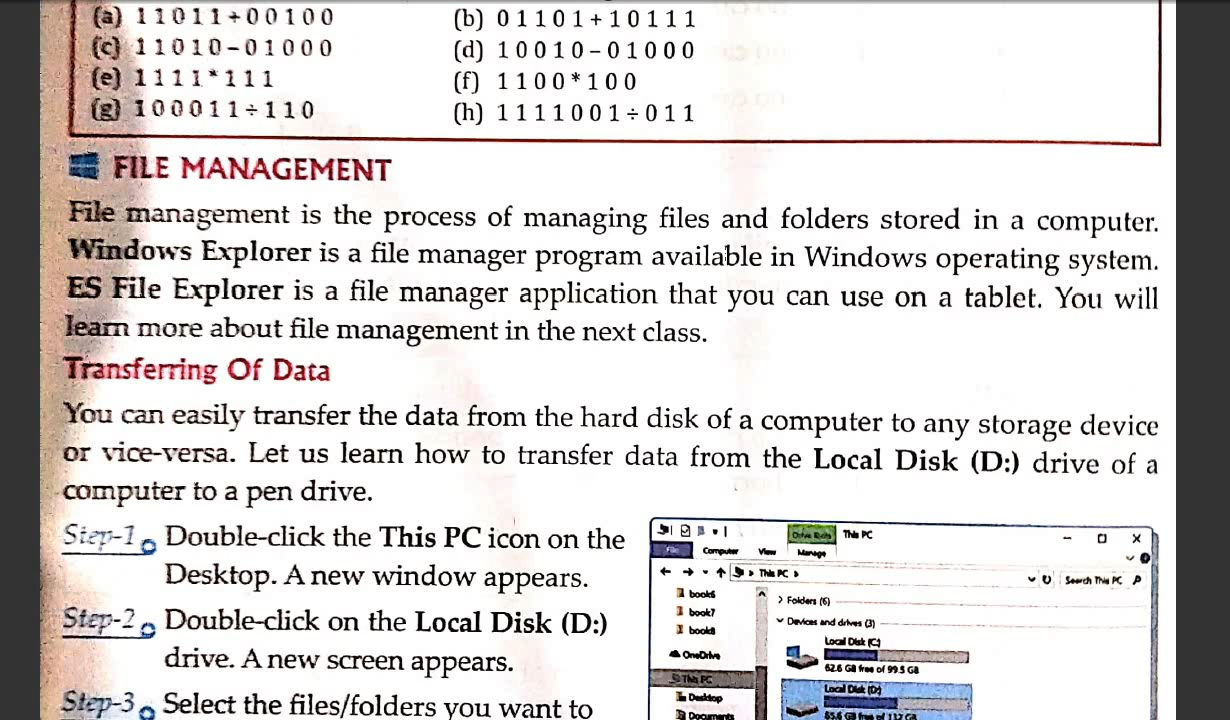 (a) 11011+00100 (b) 01101+10111
(c) 11010-01000 (d) 10010-01000
(e) 1111*111 (f) 1100*100
(g) 100011÷110 (h) 1111001÷011
FILE MANAGEMENT
File management is the process of managing files and folders stored in a computer.
Windows Explorer is a file manager program available in Windows operating system.
ES File Explorer is a file manager application that you can use on a tablet. You will
learn more about file management in the next class.
Transferring Of Data
You can easily transfer the data from the hard disk of a computer to any storage device
or vice-versa. Let us learn how to transfer data from the Local Disk (D:) drive of a
computer to a pen drive.
Step-1 Double-click the This PC icon on the
Desktop. A new window appears.
Step-2 Double-click on the Local Disk (D:)
drive. A new screen appears.
Step-3 Select the files/folders you want to
This PC
File Computer View Manage
This PC
Search This PC
book6
book7
book8
OneDrive
This PC
Desktop
Documents
Folders (6)
Devices and drives (3)
Local Disk (C:)
62.6 GB free of 99.5 GB
Local Disk (D:)